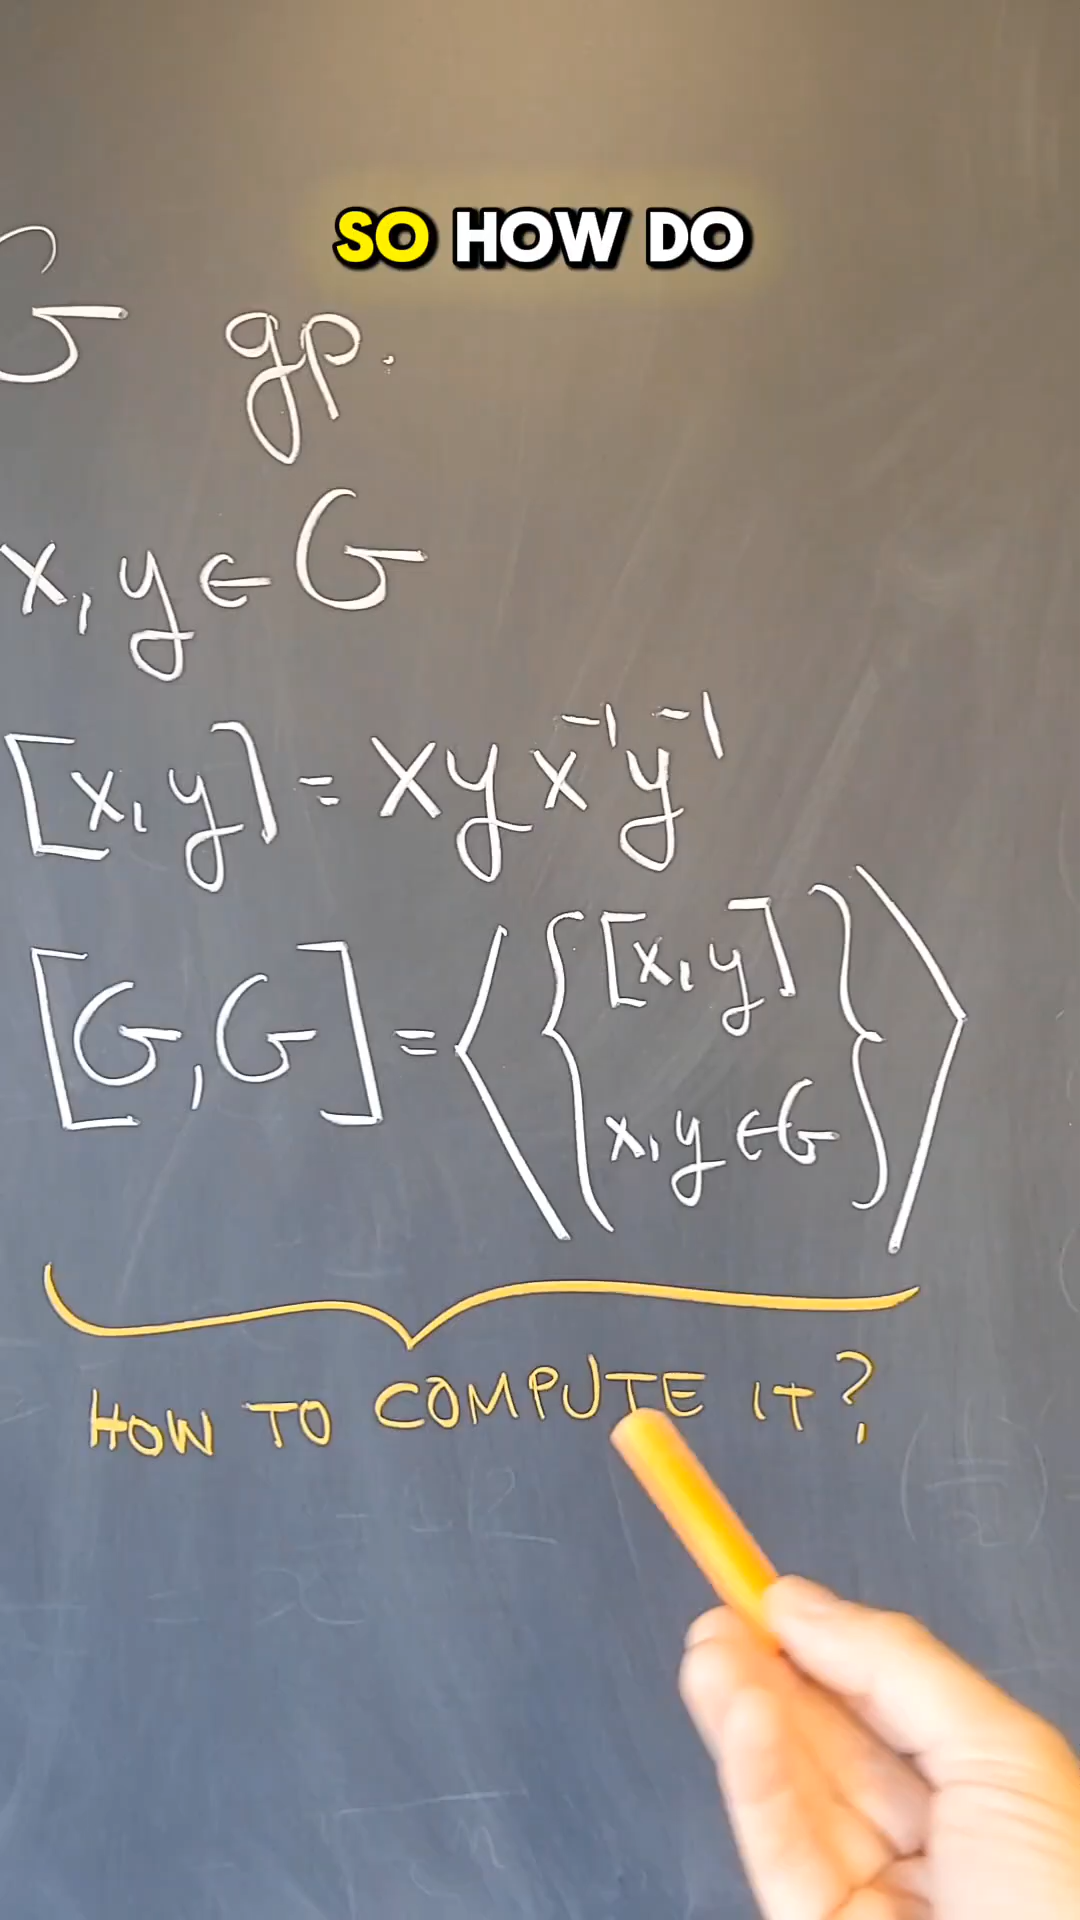 SO HOW DO
G gp.
x, y ∈ G
[x, y] = xyx⁻¹y⁻¹
[G, G] = ⟨{[x, y]
x, y ∈ G}⟩
HOW TO COMPUTE IT?